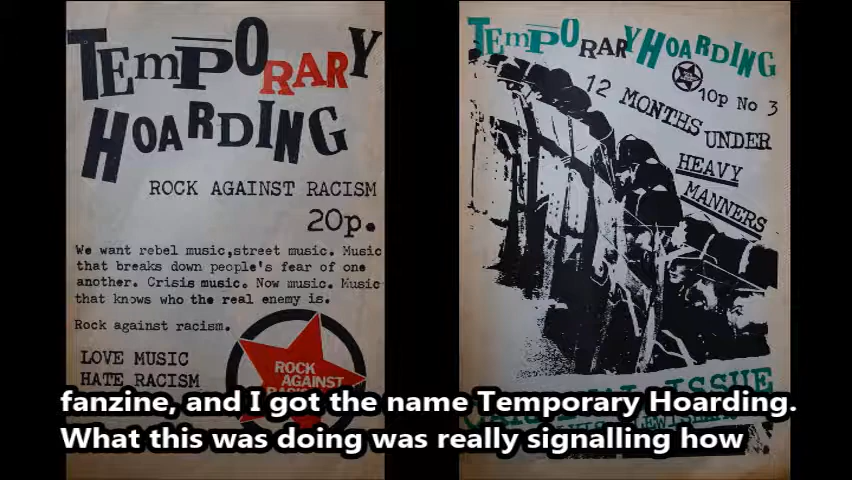 TEmPORARY
HOARDING
ROCK AGAINST RACISM
20p.
We want rebel music,street music. Music
that breaks down people's fear of one
another. Crisis music. Now music. Music
that knows who the real enemy is.
Rock against racism.
LOVE MUSIC
HATE RACISM
ROCK
AGAINST
TEmPORARY HOARDING
10p No 3
12 MONTHS UNDER
HEAVY
MANNERS
ISSUE
fanzine, and I got the name Temporary Hoarding.
What this was doing was really signalling how